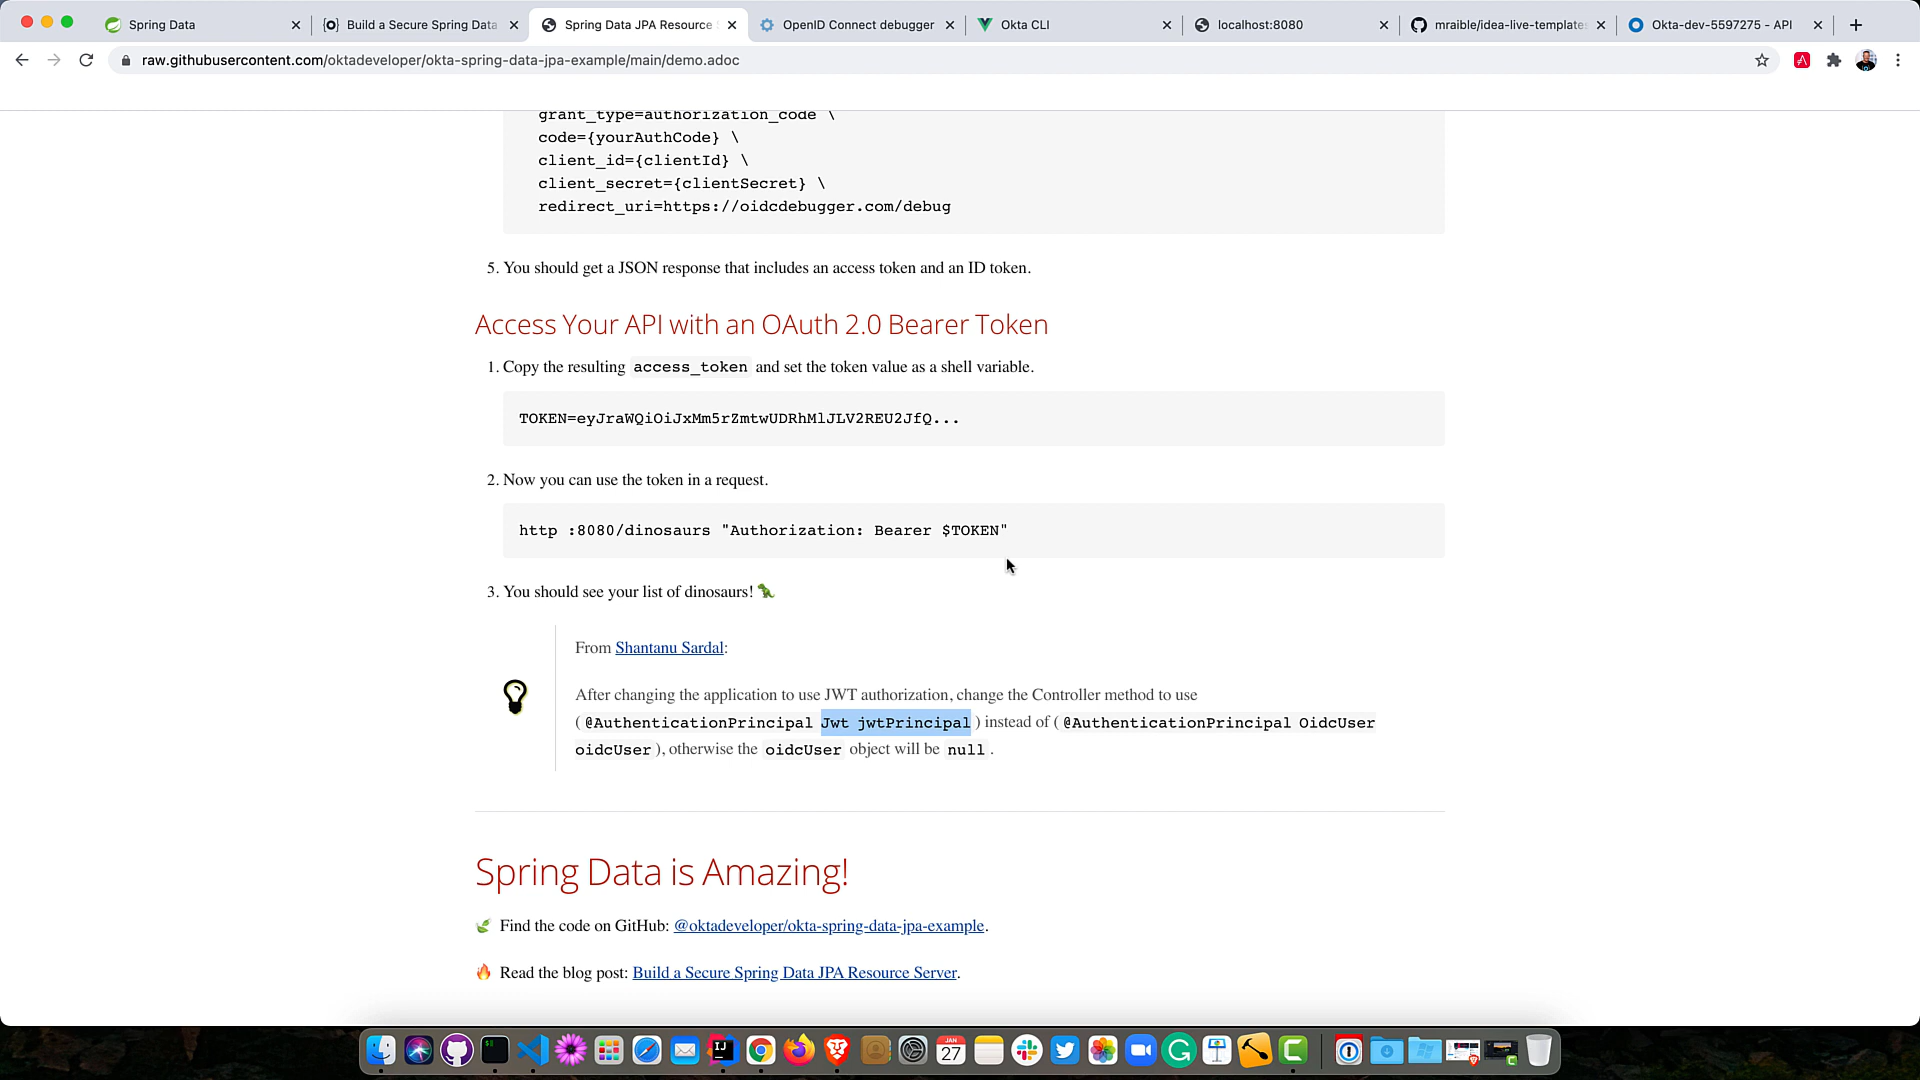 Spring Data
Build a Secure Spring Data
Spring Data JPA Resource S
OpenID Connect debugger
Okta CLI
localhost:8080
mraible/idea-live-templates
Okta-dev-5597275 - API
raw.githubusercontent.com/oktadeveloper/okta-spring-data-jpa-example/main/demo.adoc
grant_type=authorization_code \
code={yourAuthCode} \
client_id={clientId} \
client_secret={clientSecret} \
redirect_uri=https://oidcdebugger.com/debug
5. You should get a JSON response that includes an access token and an ID token.
Access Your API with an OAuth 2.0 Bearer Token
1. Copy the resulting access_token and set the token value as a shell variable.
TOKEN=eyJraWQiOiJxMm5rZmtwUDRhMlJLV2REU2JfQ...
2. Now you can use the token in a request.
http :8080/dinosaurs "Authorization: Bearer $TOKEN"
3. You should see your list of dinosaurs! 🦖
From Shantanu Sardal:
After changing the application to use JWT authorization, change the Controller method to use
( @AuthenticationPrincipal Jwt jwtPrincipal ) instead of ( @AuthenticationPrincipal OidcUser
oidcUser ), otherwise the oidcUser object will be null .
Spring Data is Amazing!
🍃 Find the code on GitHub: @oktadeveloper/okta-spring-data-jpa-example.
🔥 Read the blog post: Build a Secure Spring Data JPA Resource Server.
JAN
27